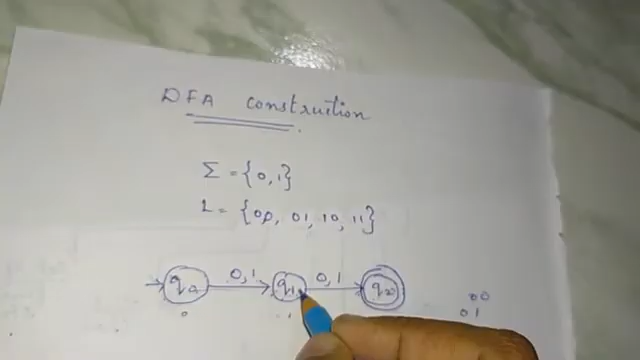 DFA Construction
Σ = {0,1}
L = {00, 01, 10, 11}
0,1 0,1
q0 q1 q2
00
01